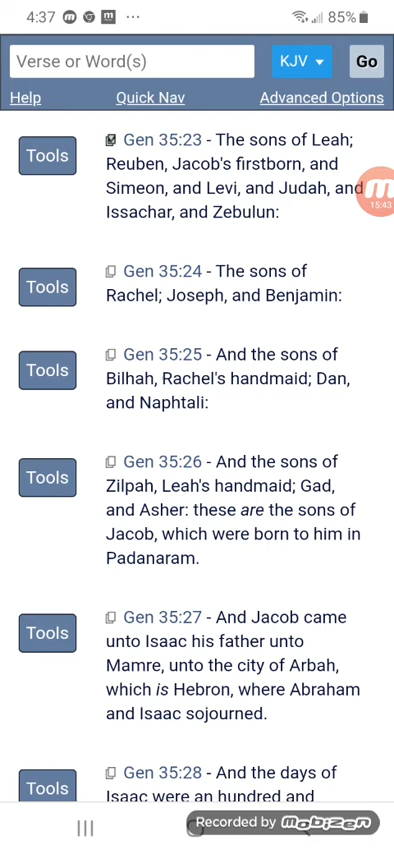 4:37
85%
Verse or Word(s)
KJV
Go
Help
Quick Nav
Advanced Options
Tools
Gen 35:23 - The sons of Leah;
Reuben, Jacob's firstborn, and
Simeon, and Levi, and Judah, and
Issachar, and Zebulun:
15:43
Tools
Gen 35:24 - The sons of
Rachel; Joseph, and Benjamin:
Tools
Gen 35:25 - And the sons of
Bilhah, Rachel's handmaid; Dan,
and Naphtali:
Tools
Gen 35:26 - And the sons of
Zilpah, Leah's handmaid; Gad,
and Asher: these are the sons of
Jacob, which were born to him in
Padanaram.
Tools
Gen 35:27 - And Jacob came
unto Isaac his father unto
Mamre, unto the city of Arbah,
which is Hebron, where Abraham
and Isaac sojourned.
Tools
Gen 35:28 - And the days of
Isaac were an hundred and
Recorded by mobizen